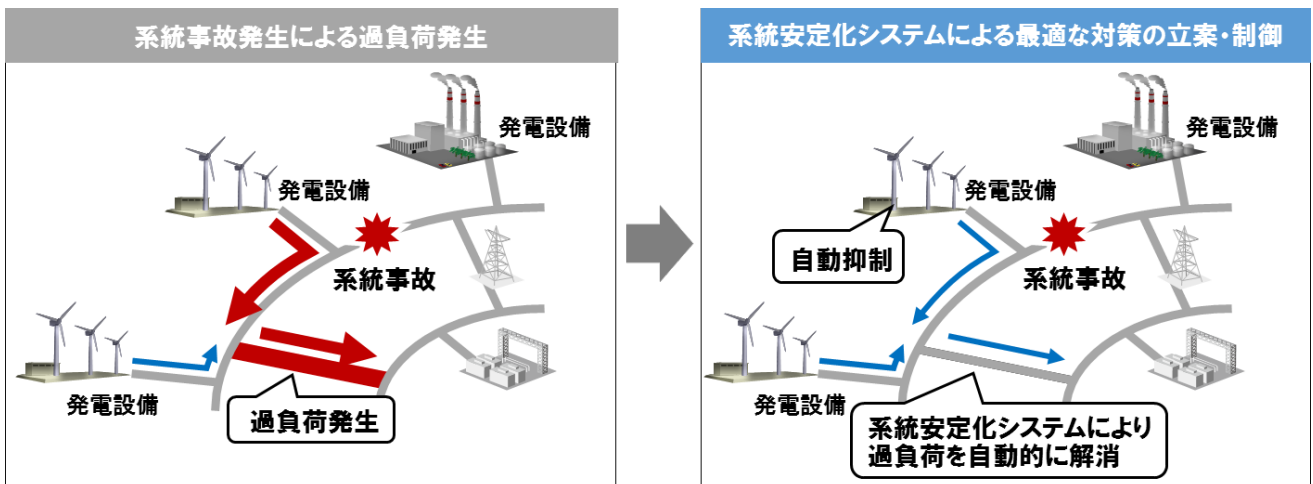 系統事故発生による過負荷発生
発電設備
発電設備
系統事故
発電設備
過負荷発生
系統安定化システムによる最適な対策の立案・制御
発電設備
発電設備
自動抑制
系統事故
発電設備
系統安定化システムにより
過負荷を自動的に解消